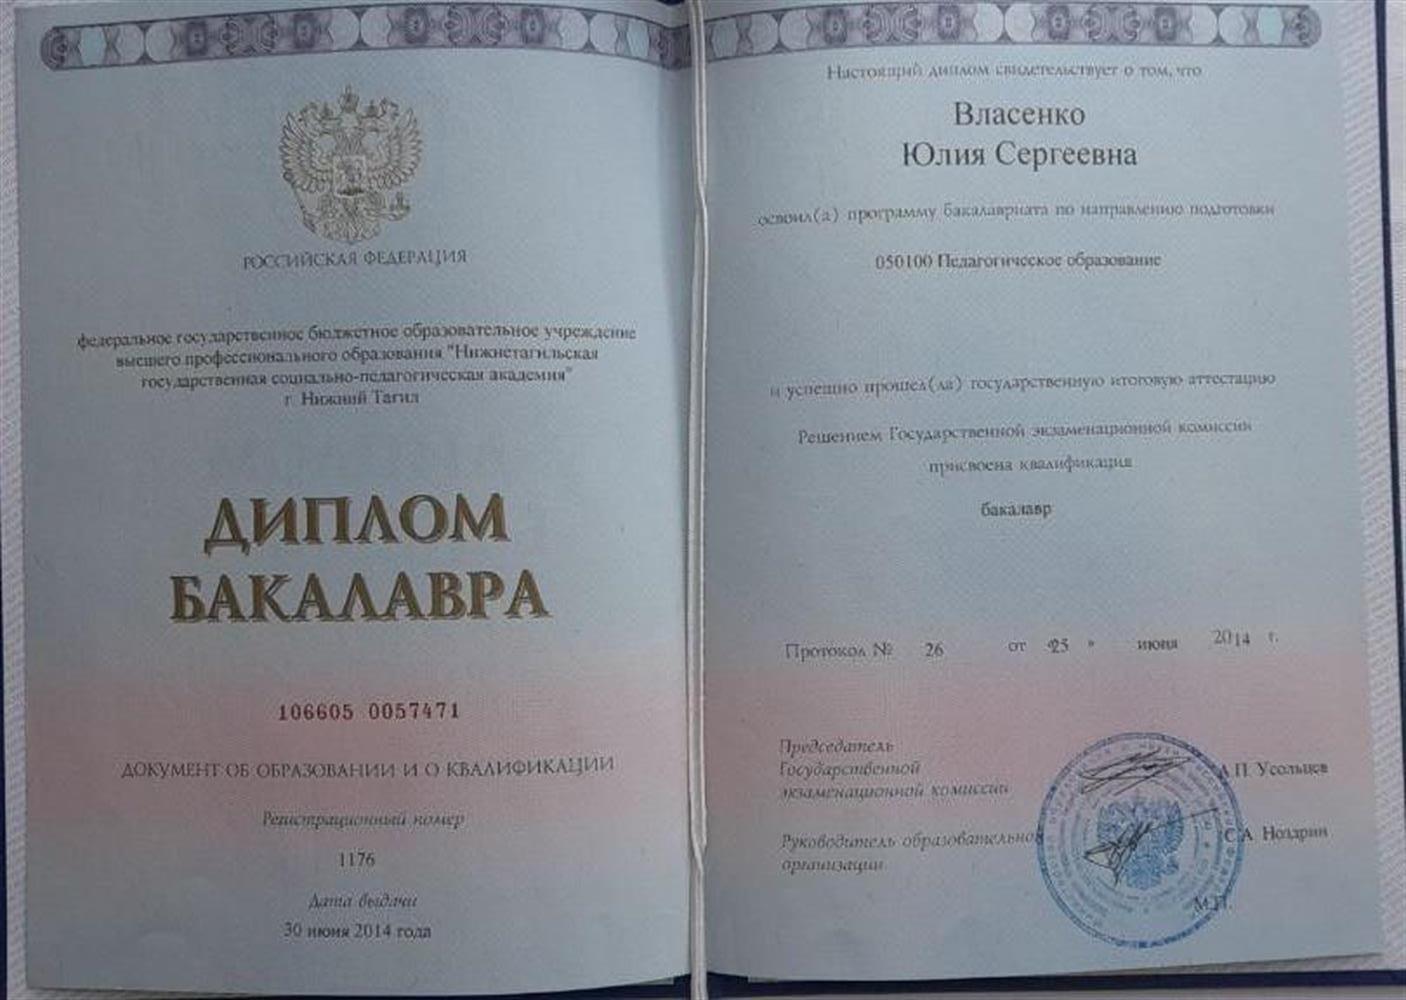 РОССИЙСКАЯ ФЕДЕРАЦИЯ
федеральное государственное бюджетное образовательное учреждение
высшего профессионального образования "Нижнетагильская
государственная социально-педагогическая академия"
г. Нижний Тагил
ДИПЛОМ
БАКАЛАВРА
106605 0057471
ДОКУМЕНТ ОБ ОБРАЗОВАНИИ И О КВАЛИФИКАЦИИ
Регистрационный номер
1176
Дата выдачи
30 июня 2014 года
Настоящий диплом свидетельствует о том, что
Власенко
Юлия Сергеевна
освоил(а) программу бакалавриата по направлению подготовки
050100 Педагогическое образование
и успешно прошел(ла) государственную итоговую аттестацию
Решением Государственной экзаменационной комиссии
присвоена квалификация
бакалавр
Протокол № 26 от «25 » июня 2014 г.
Председатель
Государственной
экзаменационной комиссии
А.П. Усольцев
Руководитель образовательной
организации
С.А. Ноздрин
М.П.